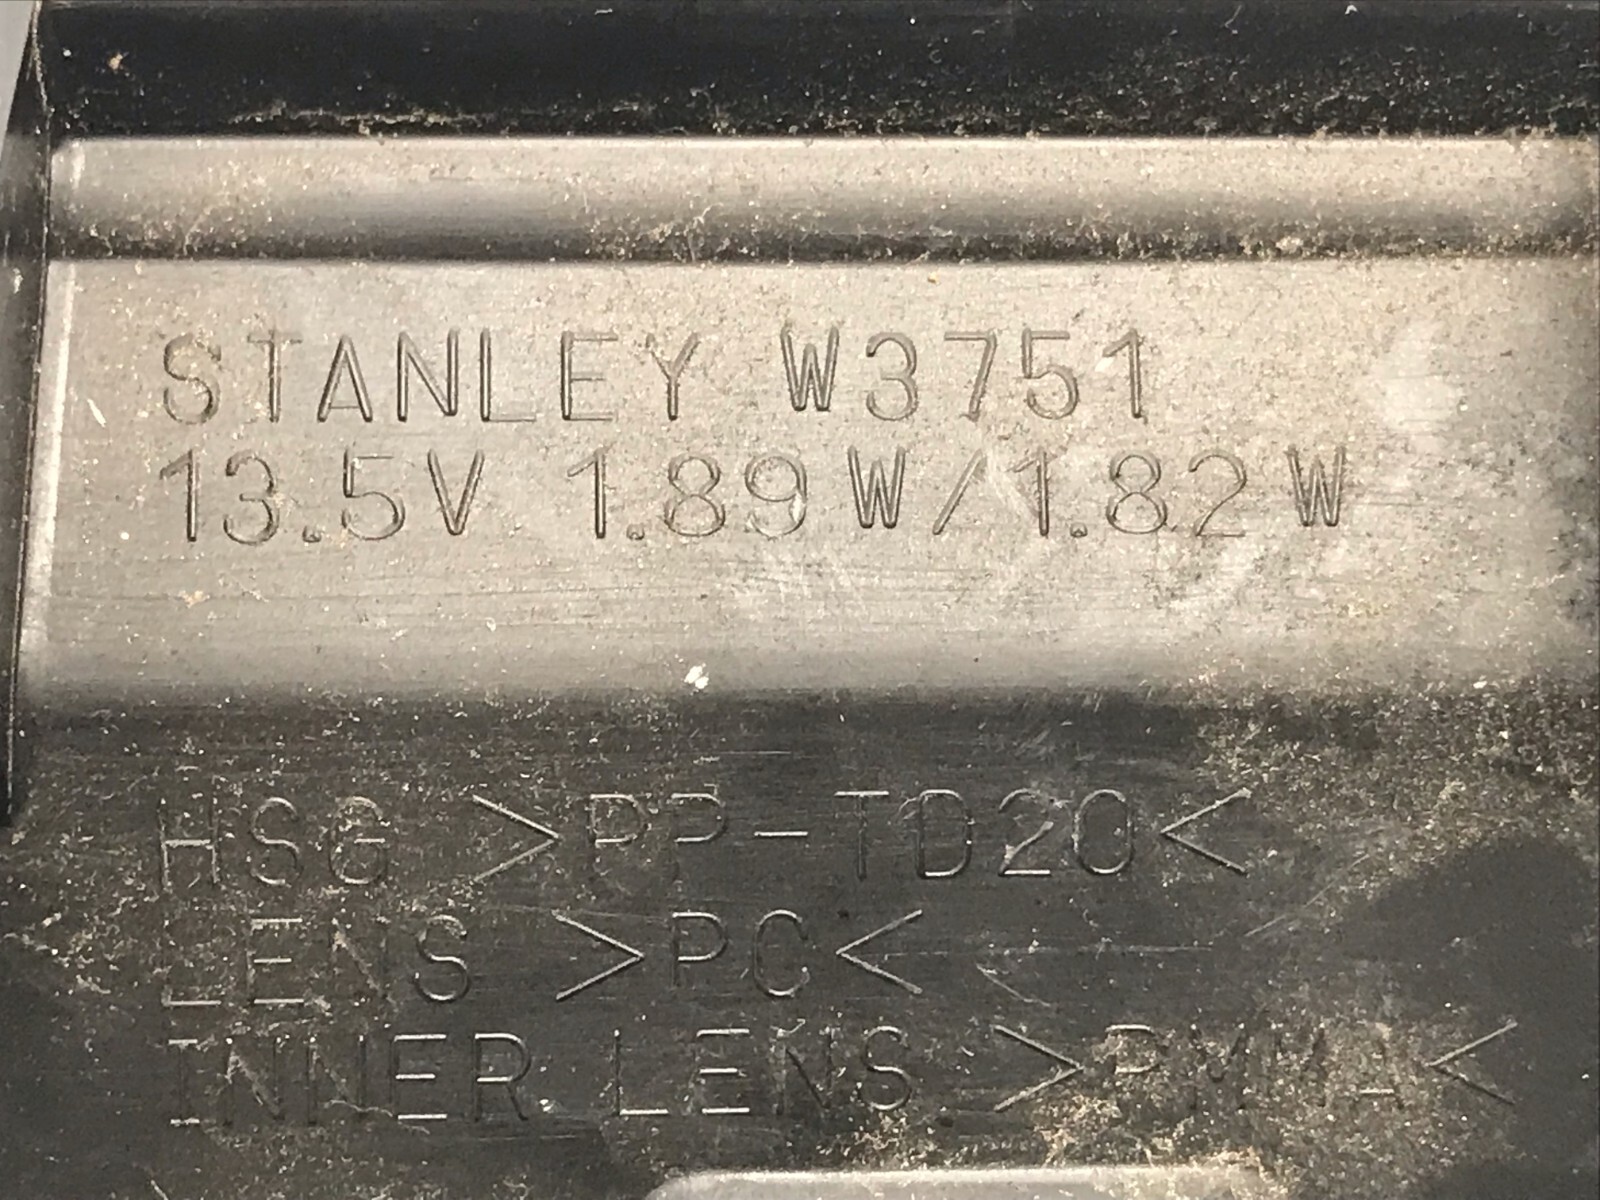 STANLEY W3751
13.5V 1.89W/1.82W
HSG >PP-TD20<
LENS >PC<
INNER LENS >PMMA<